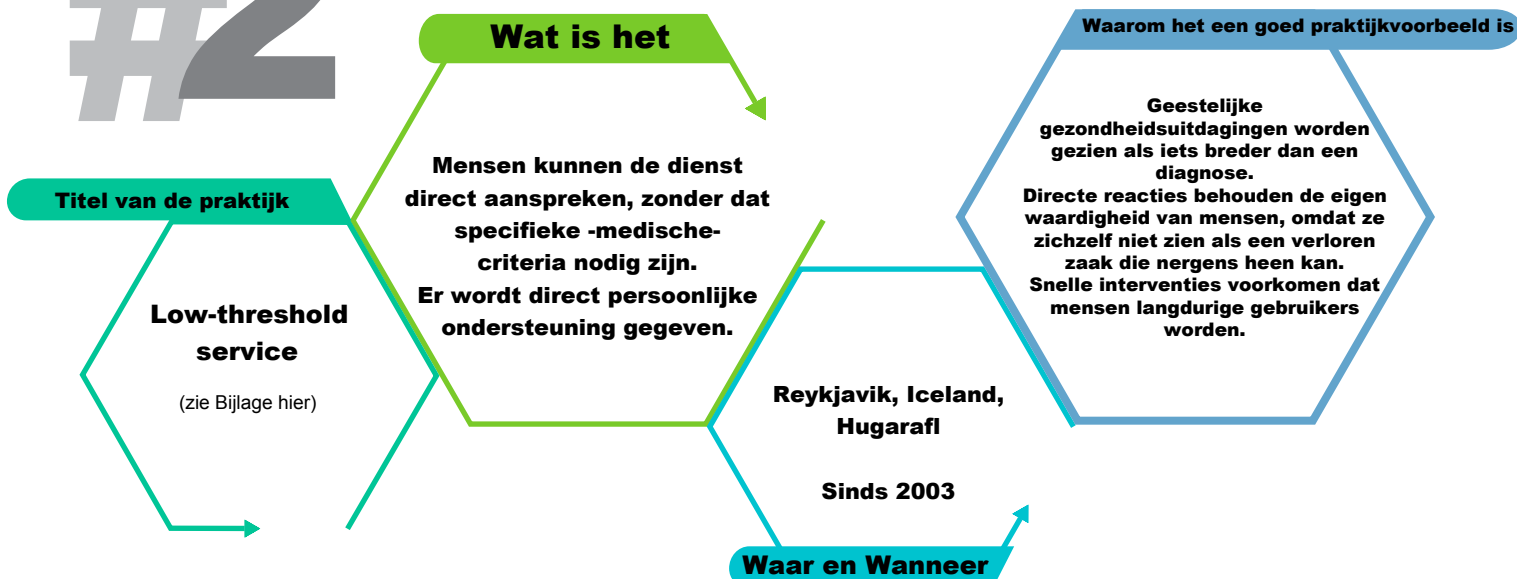 #2
Titel van de praktijk
Low-threshold
service
(zie Bijlage hier)
Wat is het
Mensen kunnen de dienst
direct aanspreken, zonder dat
specifieke -medische-
criteria nodig zijn.
Er wordt direct persoonlijke
ondersteuning gegeven.
Reykjavik, Iceland,
Hugarafl
Sinds 2003
Waar en Wanneer
Waarom het een goed praktijkvoorbeeld is
Geestelijke
gezondheidsuitdagingen worden
gezien als iets breder dan een
diagnose.
Directe reacties behouden de eigen
waardigheid van mensen, omdat ze
zichzelf niet zien als een verloren
zaak die nergens heen kan.
Snelle interventies voorkomen dat
mensen langdurige gebruikers
worden.